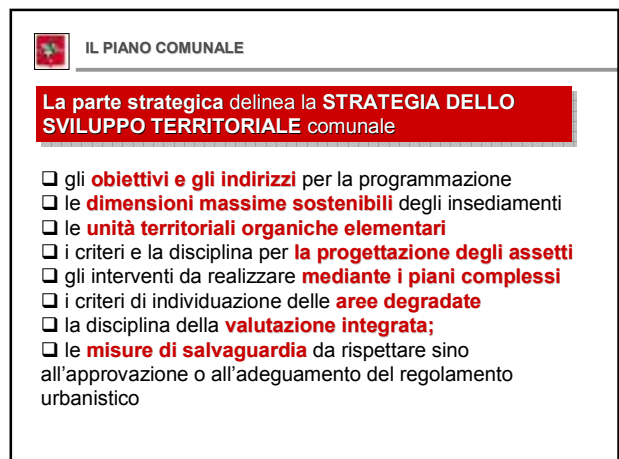 IL PIANO COMUNALE
La parte strategica delinea la STRATEGIA DELLO
SVILUPPO TERRITORIALE comunale
❑ gli obiettivi e gli indirizzi per la programmazione
❑ le dimensioni massime sostenibili degli insediamenti
❑ le unità territoriali organiche elementari
❑ i criteri e la disciplina per la progettazione degli assetti
❑ gli interventi da realizzare mediante i piani complessi
❑ i criteri di individuazione delle aree degradate
❑ la disciplina della valutazione integrata;
❑ le misure di salvaguardia da rispettare sino
all'approvazione o all'adeguamento del regolamento
urbanistico